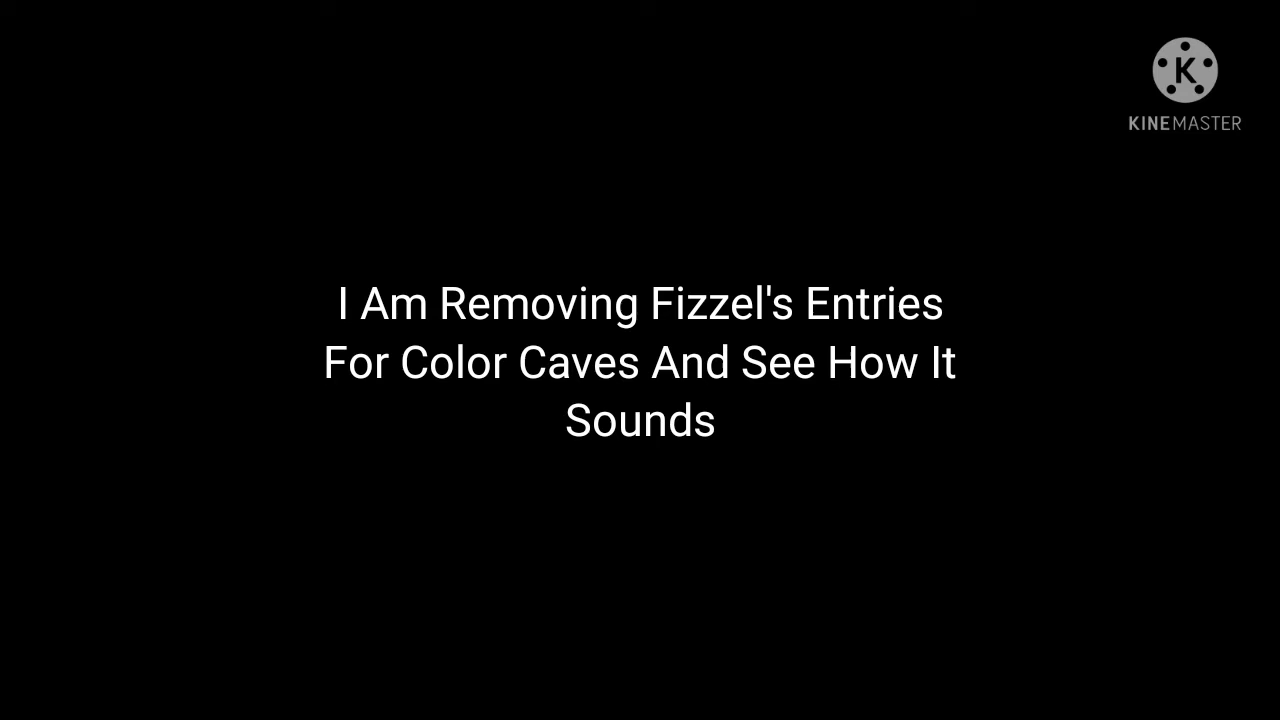 K
KINEMASTER
I Am Removing Fizzel's Entries
For Color Caves And See How It
Sounds